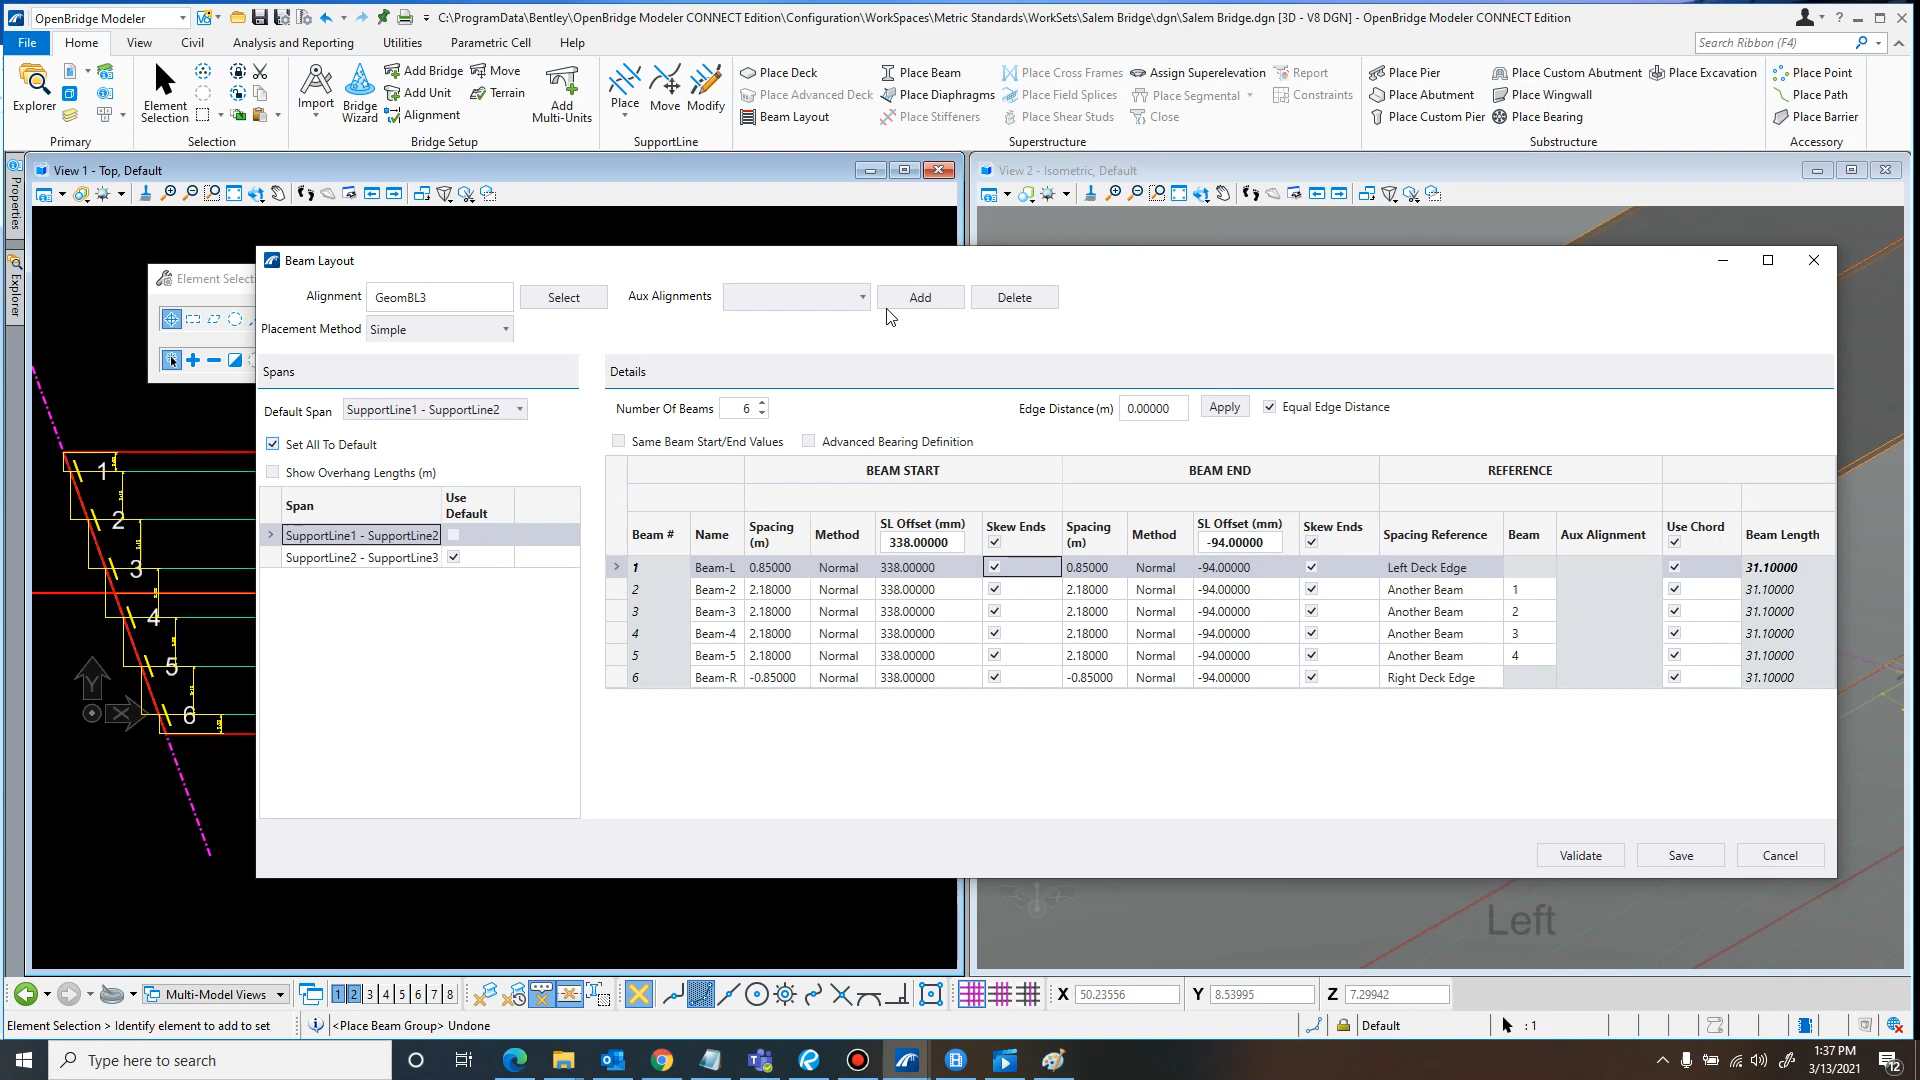 OpenBridge Modeler
C:\ProgramData\Bentley\OpenBridge Modeler CONNECT Edition\Configuration\WorkSpaces\Metric Standards\WorkSets\Salem Bridge\dgn\Salem Bridge.dgn [3D - V8 DGN] - OpenBridge Modeler CONNECT Edition
File Home View Civil Analysis and Reporting Utilities Parametric Cell Help Search Ribbon (F4)
Explorer
Primary
Element Selection
Selection
Import
Bridge Wizard
Add Bridge
Add Unit
Alignment
Move
Terrain
Add Multi-Units
Bridge Setup
Place Move Modify
SupportLine
Place Deck
Place Advanced Deck
Beam Layout
Place Beam
Place Diaphragms
Place Stiffeners
Place Cross Frames
Place Field Splices
Place Shear Studs
Assign Superelevation
Place Segmental
Close
Report
Constraints
Superstructure
Place Pier
Place Abutment
Place Custom Pier
Place Custom Abutment
Place Wingwall
Place Bearing
Place Excavation
Substructure
Place Point
Place Path
Place Barrier
Accessory
View 1 - Top, Default
View 2 - Isometric, Default
Properties
Explorer
Element Select
1
2
3
4
5
6
Y
X
Beam Layout
Alignment GeomBL3 Select Aux Alignments Add Delete
Placement Method Simple
Spans
Default Span SupportLine1 - SupportLine2
Set All To Default
Show Overhang Lengths (m)
Span Use Default
SupportLine1 - SupportLine2
SupportLine2 - SupportLine3
Details
Number Of Beams 6 Edge Distance (m) 0.00000 Apply Equal Edge Distance
Same Beam Start/End Values Advanced Bearing Definition
BEAM START BEAM END REFERENCE
Beam # Name Spacing (m) Method SL Offset (mm) 338.00000 Skew Ends Spacing (m) Method SL Offset (mm) -94.00000 Skew Ends Spacing Reference Beam Aux Alignment Use Chord Beam Length
1 Beam-L 0.85000 Normal 338.00000 0.85000 Normal -94.00000 Left Deck Edge 31.10000
2 Beam-2 2.18000 Normal 338.00000 2.18000 Normal -94.00000 Another Beam 1 31.10000
3 Beam-3 2.18000 Normal 338.00000 2.18000 Normal -94.00000 Another Beam 2 31.10000
4 Beam-4 2.18000 Normal 338.00000 2.18000 Normal -94.00000 Another Beam 3 31.10000
5 Beam-5 2.18000 Normal 338.00000 2.18000 Normal -94.00000 Another Beam 4 31.10000
6 Beam-R -0.85000 Normal 338.00000 -0.85000 Normal -94.00000 Right Deck Edge 31.10000
Validate Save Cancel
Left
Multi-Model Views 1 2 3 4 5 6 7 8 X 50.23556 Y 8.53995 Z 7.29942
Element Selection > Identify element to add to set <Place Beam Group> Undone Default : 1
Type here to search
1:37 PM
3/13/2021
12